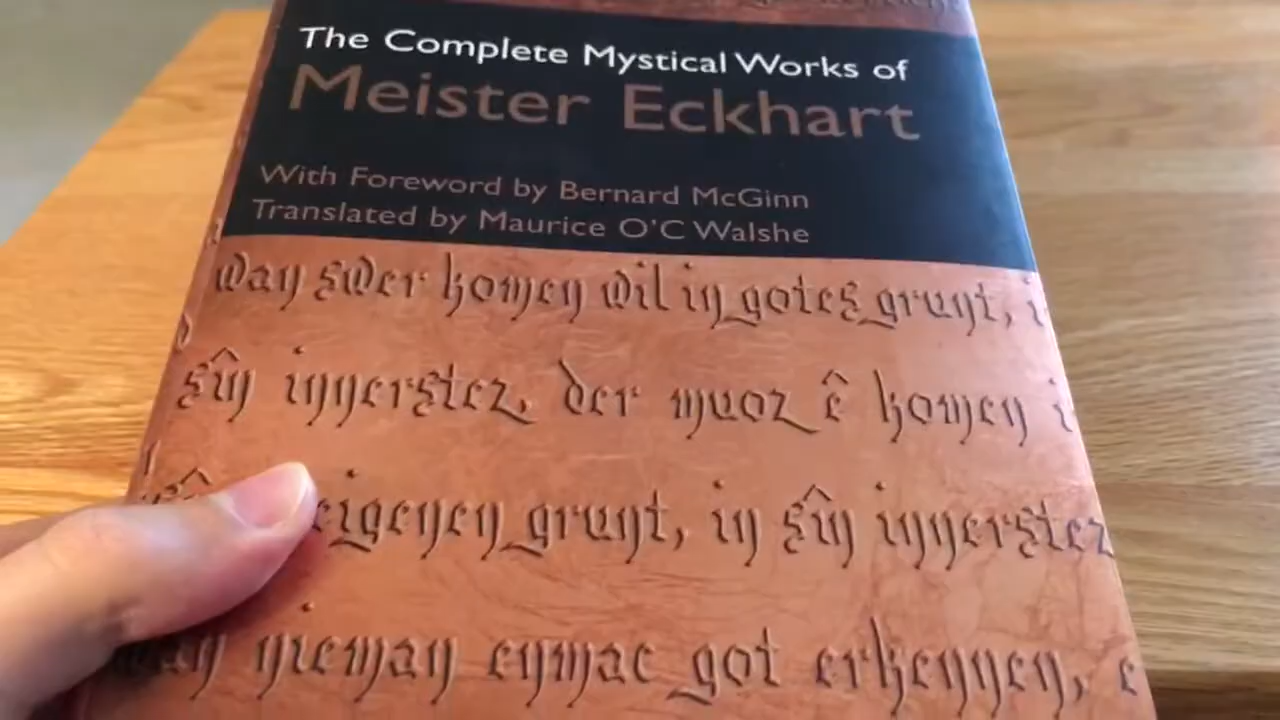 The Complete Mystical Works of
Meister Eckhart
With Foreword by Bernard McGinn
Translated by Maurice O'C Walshe
wan swer komen wil in gotes grunt,
sîn innerstez, der muoz ê komen
eigenen grunt, in sîn innerstez
nieman enmac got erkennen,